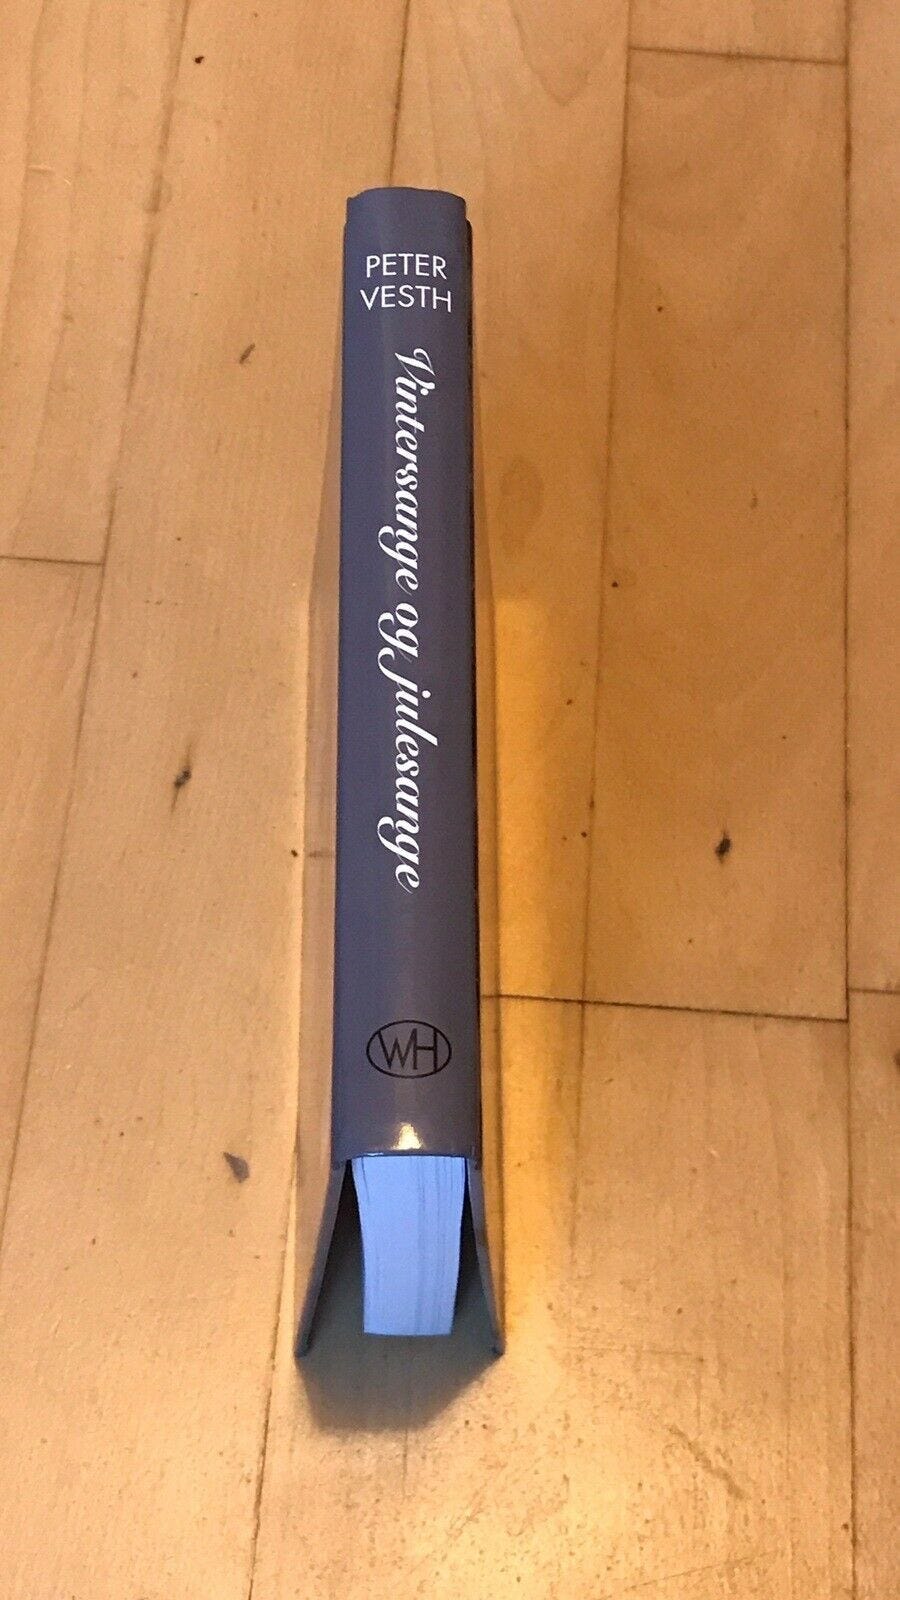 PETER
VESTH
Vintersange og julesange
WH